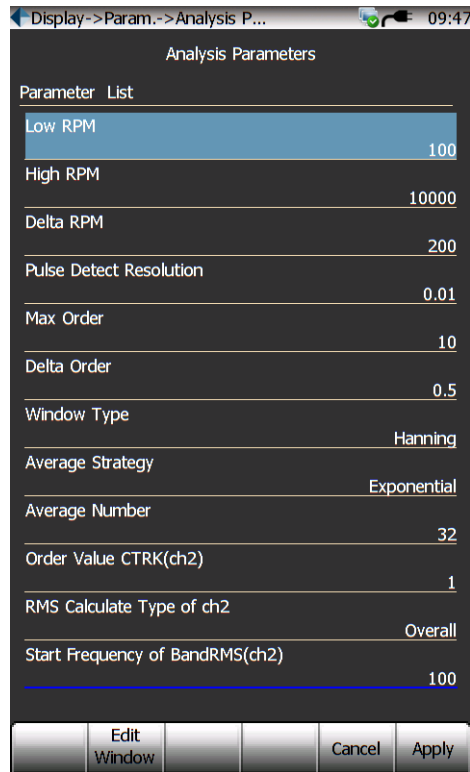 Display->Param.->Analysis P... 09:47
Analysis Parameters
Parameter List
Low RPM
100
High RPM
10000
Delta RPM
200
Pulse Detect Resolution
0.01
Max Order
10
Delta Order
0.5
Window Type
Hanning
Average Strategy
Exponential
Average Number
32
Order Value CTRK(ch2)
1
RMS Calculate Type of ch2
Overall
Start Frequency of BandRMS(ch2)
100
Edit
Window
Cancel Apply